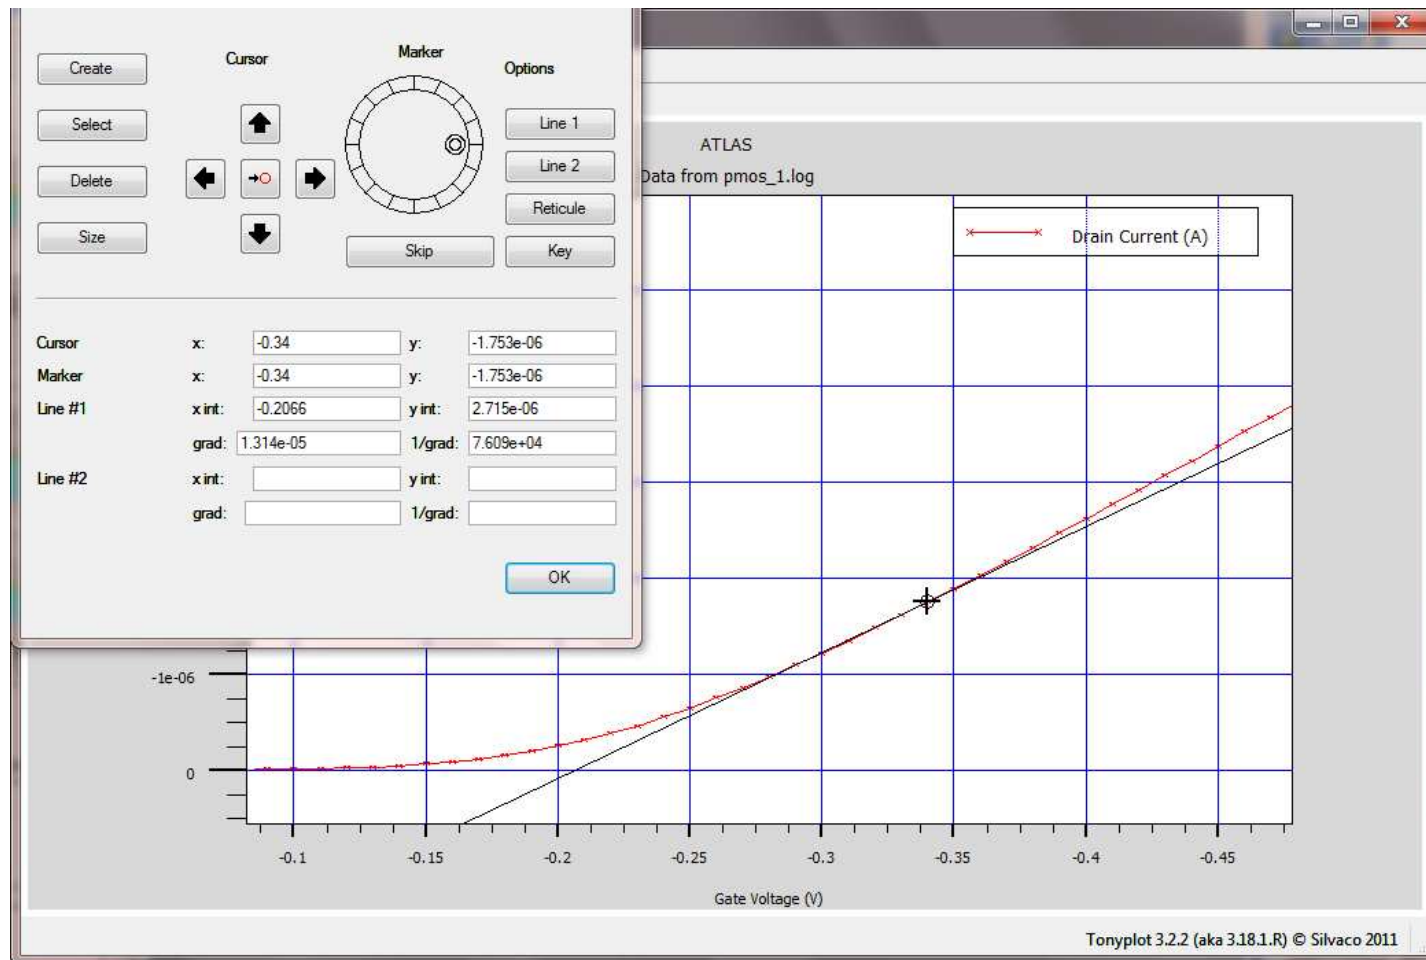 Create
Select
Delete
Size
Cursor
Marker
Options
Line 1
Line 2
Reticule
Skip
Key
Cursor x: -0.34 y: -1.753e-06
Marker x: -0.34 y: -1.753e-06
Line #1 x int: -0.2066 y int: 2.715e-06
grad: 1.314e-05 1/grad: 7.609e+04
Line #2 x int: y int:
grad: 1/grad:
OK
ATLAS
Data from pmos_1.log
Drain Current (A)
-1e-06
0
-0.1 -0.15 -0.2 -0.25 -0.3 -0.35 -0.4 -0.45
Gate Voltage (V)
Tonyplot 3.2.2 (aka 3.18.1.R) © Silvaco 2011